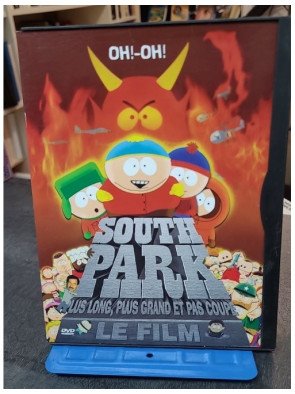 OH!-OH!
SOUTH
PARK
PLUS LONG, PLUS GRAND ET PAS COUPÉ
LE FILM
DVD